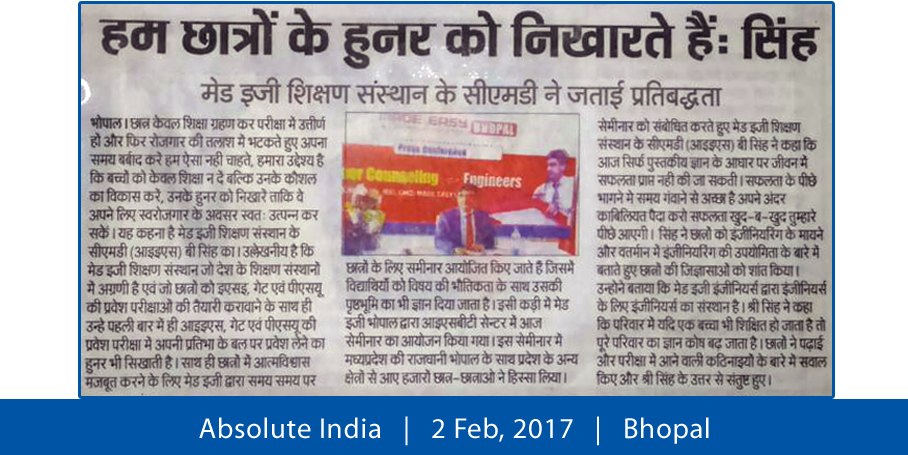 हम छात्रों के हुनर को निखारते हैं: सिंह
मेड इजी शिक्षण संस्थान के सीएमडी ने जताई प्रतिबद्धता
भोपाल। छात्र केवल शिक्षा ग्रहण कर परीक्षा में उत्तीर्ण
हो और फिर रोजगार की तलाश में भटकते हुए अपना
समय बर्बाद करे हम ऐसा नही चाहते, हमारा उद्देश्य है
कि बच्चों को केवल शिक्षा न दे बल्कि उनके कौशल
का विकास करें, उनके हुनर को निखारें ताकि वे
अपने लिए स्वरोजगार के अवसर स्वतः उत्पन्न कर
सकें। यह कहना है मेड इजी शिक्षण संस्थान के
सीएमडी (आइइएस) बी सिंह का। उल्लेखनीय है कि
मेड इजी शिक्षण संस्थान जो देश के शिक्षण संस्थानों
में अग्रणी है एवं जो छात्रों को इएसइ, गेट एवं पीएसयू
की प्रवेश परीक्षाओं की तैयारी करावाने के साथ ही
उन्हे पहली बार में ही आइइएस, गेट एवं पीएसयू की
प्रवेश परीक्षा में अपनी प्रतिभा के बल पर प्रवेश लेने का
हुनर भी सिखाती है। साथ ही छात्रों में आत्मविश्वास
मजबूत करने के लिए मेड इजी द्वारा समय समय पर
MADE EASY BHOPAL
Press Conference
Counseling Engineers
छात्रों के लिए समीनार आयोजित किए जाते हैं जिसमें
विद्यार्थियों को विषय की भौतिकता के साथ उसकी
पृष्ठभूमि का भी ज्ञान दिया जाता है। इसी कड़ी में मेड
इजी भोपाल द्वारा आइएसबीटी सेन्टर में आज
सेमीनार का आयोजन किया गया। इस सेमीनार में
मध्यप्रदेश की राजधानी भोपाल के साथ प्रदेश के अन्य
क्षेत्रों से आए हजारों छात्र-छात्राओ ने हिस्सा लिया।
सेमीनार को संबोधित करते हुए मेड इजी शिक्षण
संस्थान के सीएमडी (आइइएस) बी सिंह ने कहा कि
आज सिर्फ पुस्तकीय ज्ञान के आधार पर जीवन में
सफलता प्राप्त नही की जा सकती। सफलता के पीछे
भागने मे समय गंवाने से अच्छा है अपने अंदर
काबिलियत पैदा करो सफलता खुद-ब-खुद तुम्हारे
पीछे आएगी। सिंह ने छात्रों को इंजीनियरिंग के मायने
और वर्तमान में इंजीनियरिंग की उपयोगिता के बारे में
बताते हुए छात्रों की जिज्ञासाओ को शांत किया।
उन्होंने बताया कि मेड इजी इंजीनियर्स द्वारा इंजीनियर्स
के लिए इंजीनियर्स का संस्थान है। श्री सिंह ने कहा
कि परिवार में यदि एक बच्चा भी शिक्षित हो जाता है तो
पूरे परिवार का ज्ञान कोष बढ़ जाता है। छात्रों ने पढ़ाई
और परीक्षा में आने वाली कठिनाइयों के बारे में सवाल
किए और श्री सिंह के उत्तर से संतुष्ट हुए।
Absolute India | 2 Feb, 2017 | Bhopal